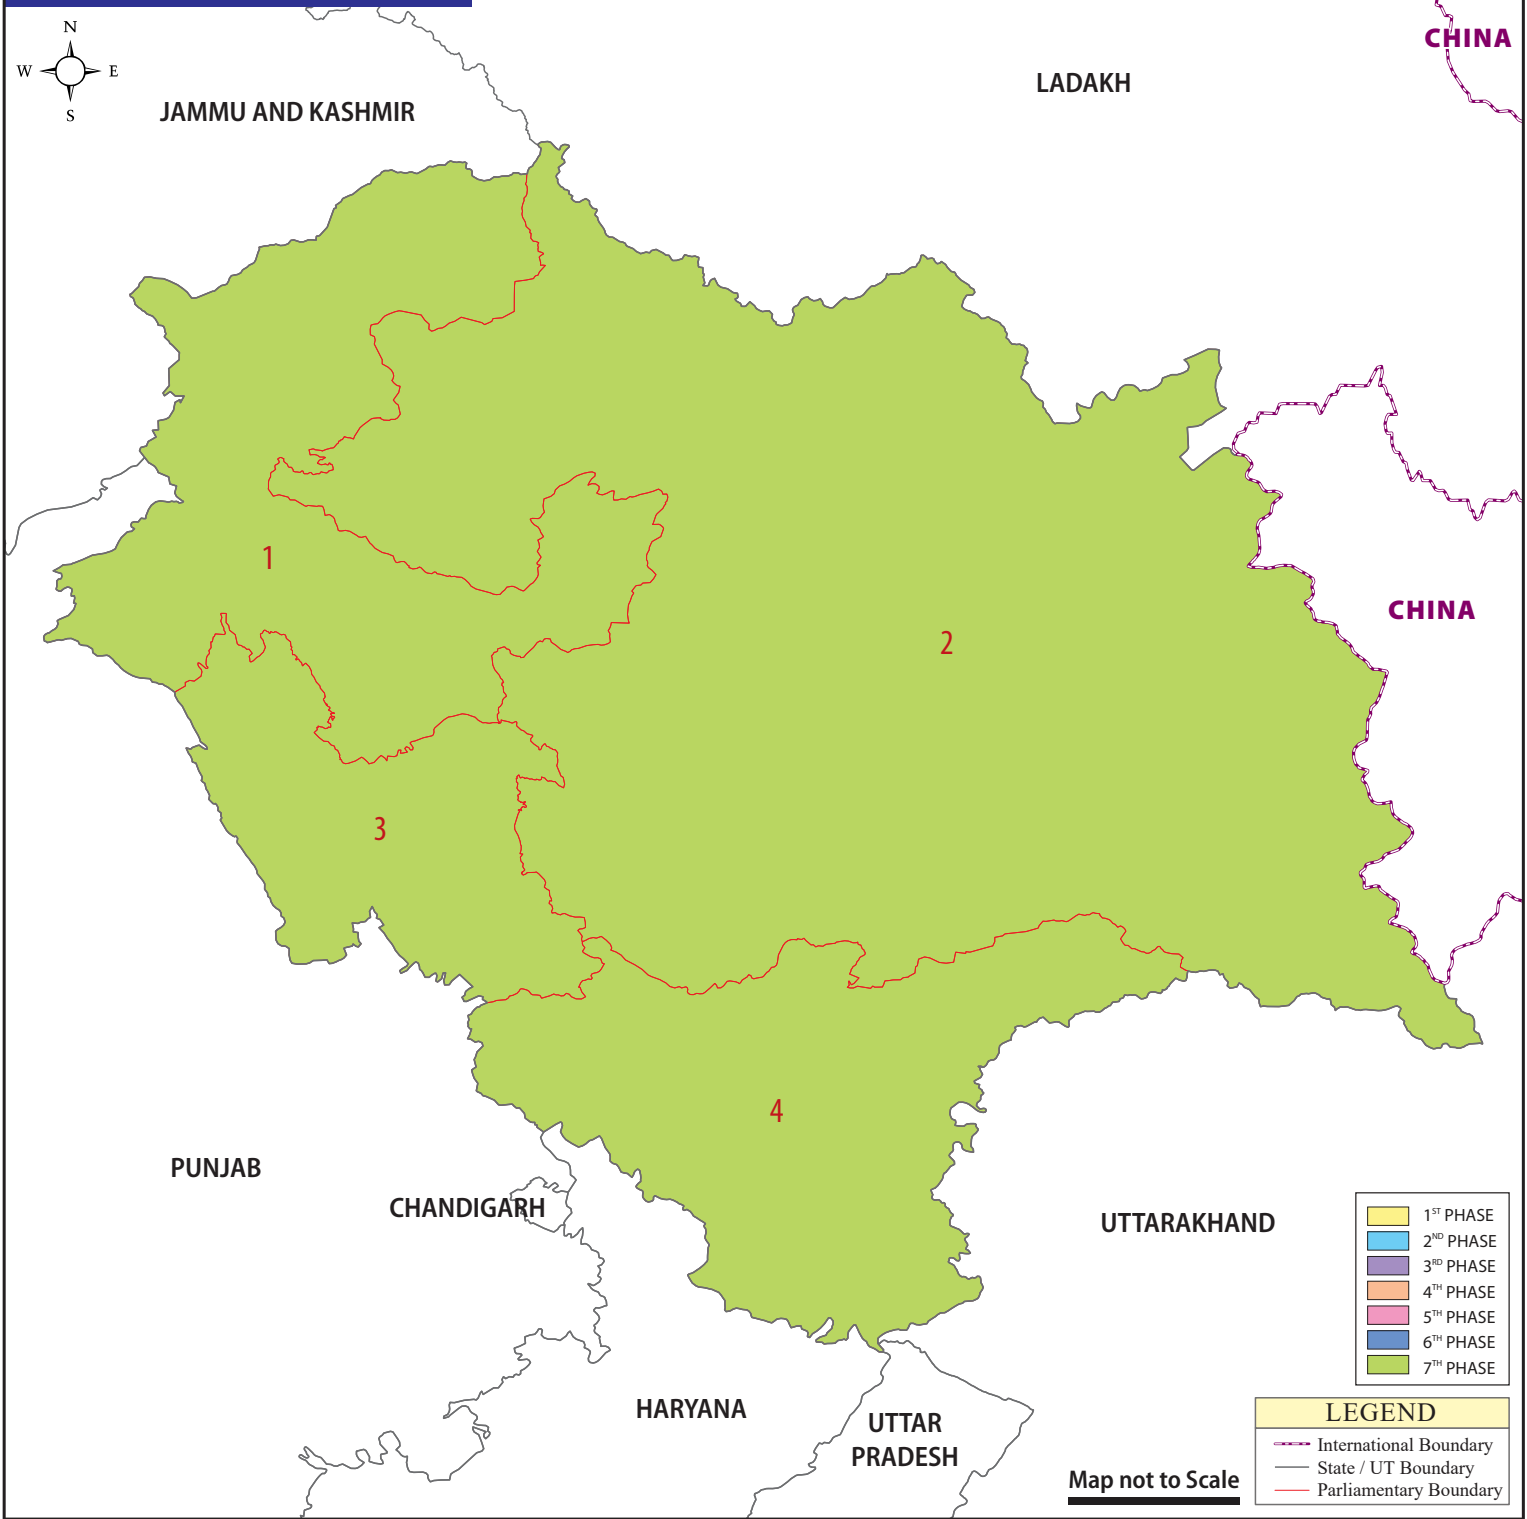 CHINA
N
W E
S
LADAKH
JAMMU AND KASHMIR
1
CHINA
2
3
4
PUNJAB
CHANDIGARH
UTTARAKHAND
1ST PHASE
2ND PHASE
3RD PHASE
4TH PHASE
5TH PHASE
6TH PHASE
7TH PHASE
HARYANA
UTTAR
PRADESH
LEGEND
International Boundary
State / UT Boundary
Parliamentary Boundary
Map not to Scale